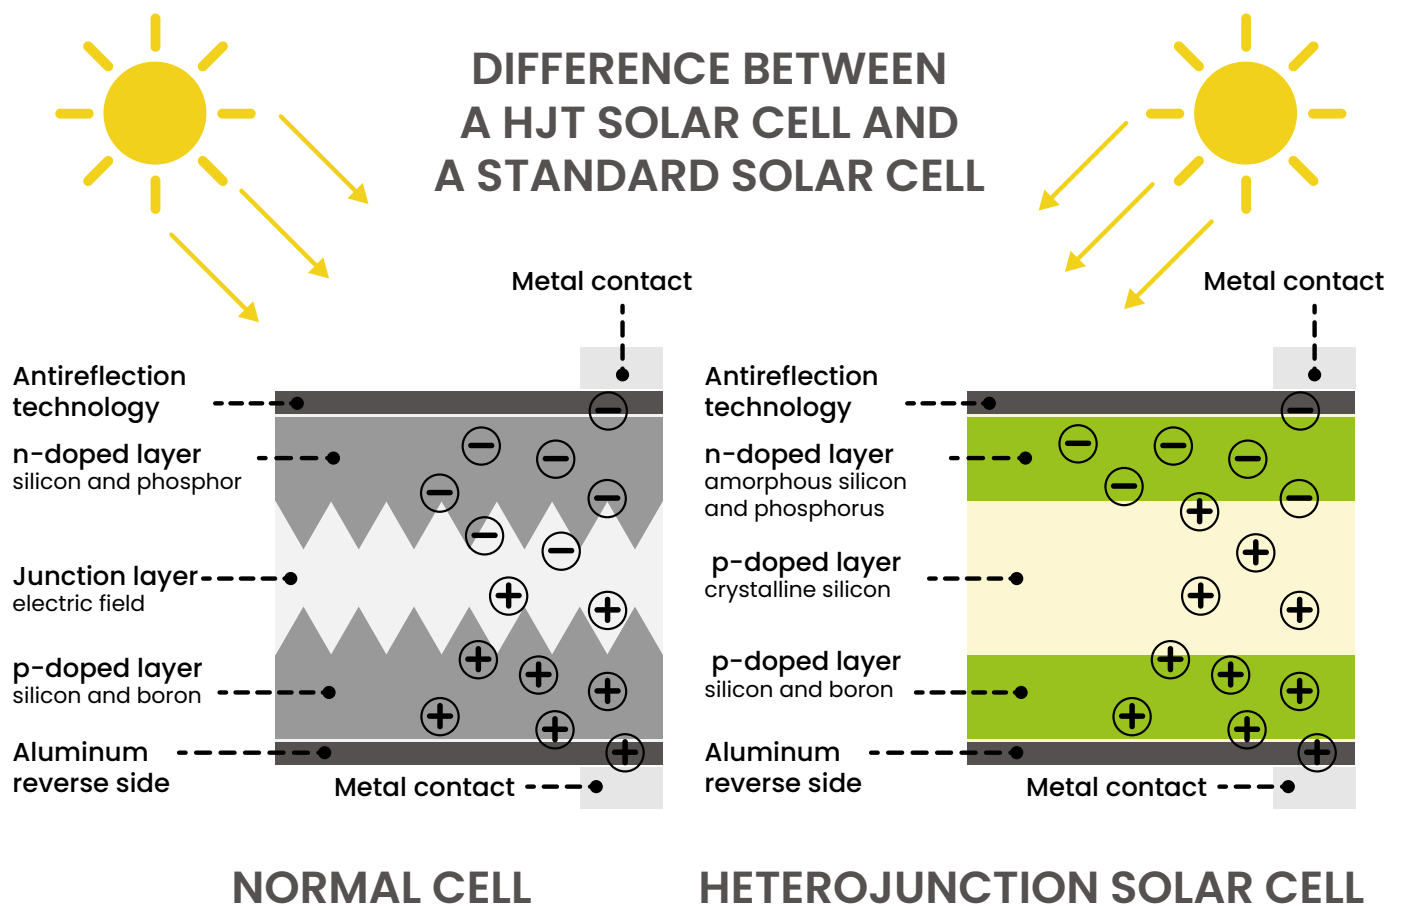 DIFFERENCE BETWEEN
A HJT SOLAR CELL AND
A STANDARD SOLAR CELL
Metal contact
Antireflection
technology
n-doped layer
silicon and phosphor
Junction layer
electric field
p-doped layer
silicon and boron
Aluminum
reverse side
Metal contact
NORMAL CELL
Metal contact
Antireflection
technology
n-doped layer
amorphous silicon
and phosphorus
p-doped layer
crystalline silicon
p-doped layer
silicon and boron
Aluminum
reverse side
Metal contact
HETEROJUNCTION SOLAR CELL